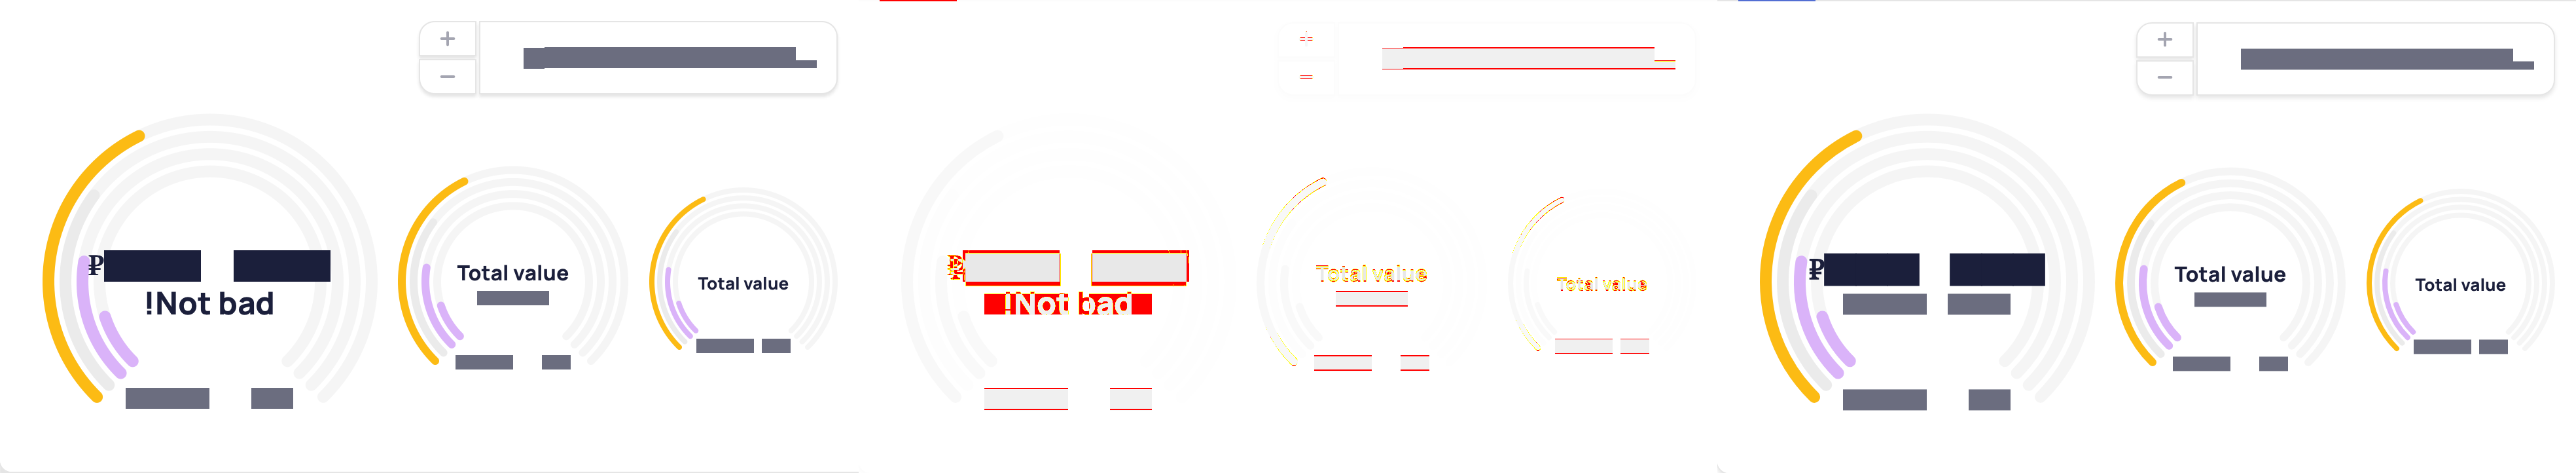 +
−
₽
!Not bad
Total value
Total value
₽
!Not bad
Total value
Total value
+
−
₽
Total value
Total value